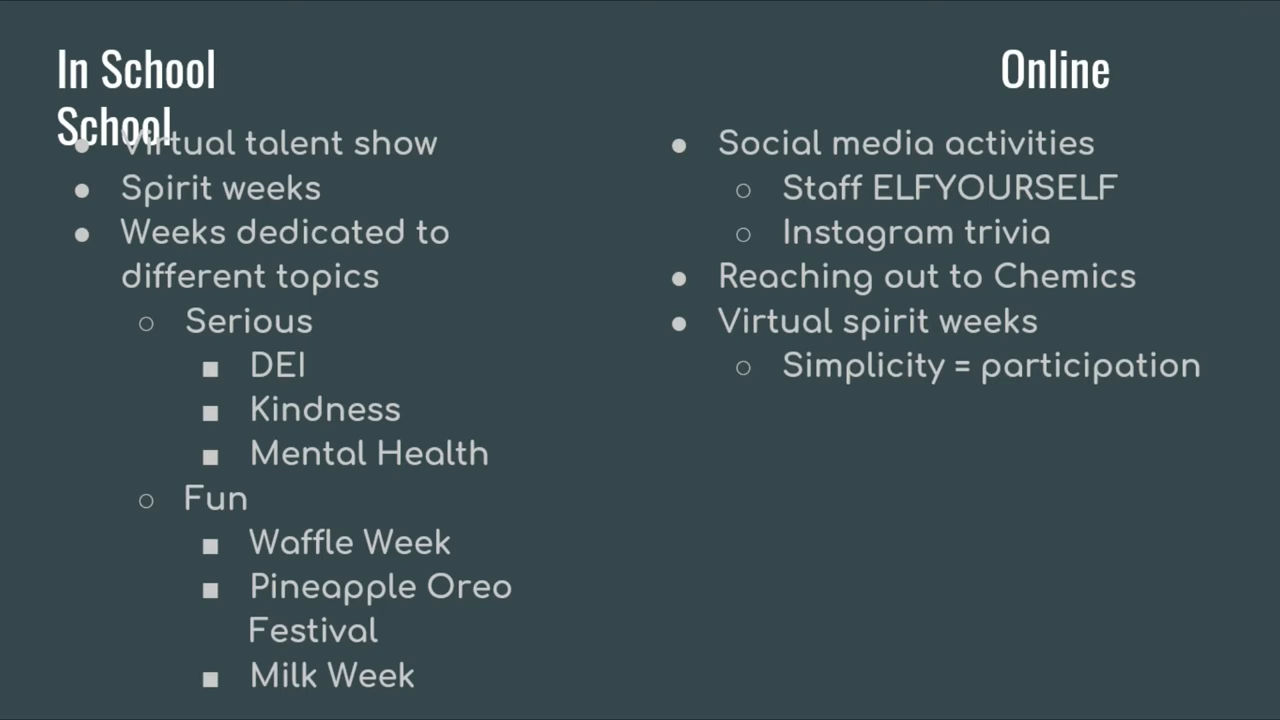 In School
Online
School
Virtual talent show
Spirit weeks
Weeks dedicated to
different topics
Serious
DEI
Kindness
Mental Health
Fun
Waffle Week
Pineapple Oreo
Festival
Milk Week
Social media activities
Staff ELFYOURSELF
Instagram trivia
Reaching out to Chemics
Virtual spirit weeks
Simplicity = participation